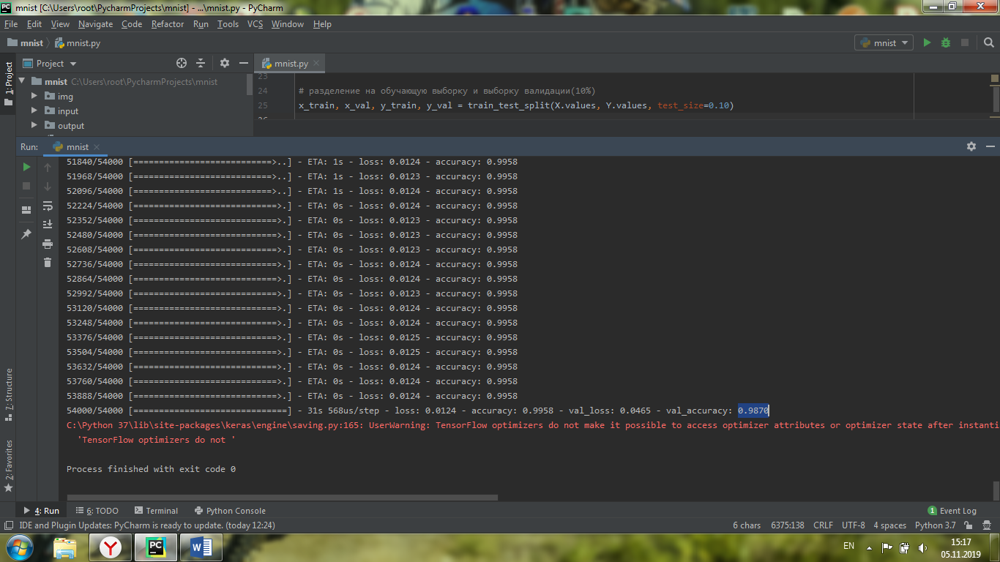 mnist [C:\Users\root\PycharmProjects\mnist] - ...\mnist.py - PyCharm
File Edit View Navigate Code Refactor Run Tools VCS Window Help
mnist mnist.py mnist
1: Project
Project mnist.py
mnist C:\Users\root\PycharmProjects\mnist
img
input
output
23
24 # разделение на обучающую выборку и выборку валидации(10%)
25 x_train, x_val, y_train, y_val = train_test_split(X.values, Y.values, test_size=0.10)
Run: mnist
51840/54000 [============================>..] - ETA: 1s - loss: 0.0124 - accuracy: 0.9958
51968/54000 [============================>..] - ETA: 1s - loss: 0.0123 - accuracy: 0.9958
52096/54000 [============================>..] - ETA: 1s - loss: 0.0124 - accuracy: 0.9958
52224/54000 [=============================>.] - ETA: 0s - loss: 0.0124 - accuracy: 0.9958
52352/54000 [=============================>.] - ETA: 0s - loss: 0.0123 - accuracy: 0.9958
52480/54000 [=============================>.] - ETA: 0s - loss: 0.0123 - accuracy: 0.9958
52608/54000 [=============================>.] - ETA: 0s - loss: 0.0123 - accuracy: 0.9958
52736/54000 [=============================>.] - ETA: 0s - loss: 0.0124 - accuracy: 0.9958
52864/54000 [=============================>.] - ETA: 0s - loss: 0.0124 - accuracy: 0.9958
52992/54000 [=============================>.] - ETA: 0s - loss: 0.0123 - accuracy: 0.9958
53120/54000 [=============================>.] - ETA: 0s - loss: 0.0124 - accuracy: 0.9958
53248/54000 [=============================>.] - ETA: 0s - loss: 0.0124 - accuracy: 0.9958
53376/54000 [=============================>.] - ETA: 0s - loss: 0.0125 - accuracy: 0.9958
53504/54000 [=============================>.] - ETA: 0s - loss: 0.0125 - accuracy: 0.9958
53632/54000 [=============================>.] - ETA: 0s - loss: 0.0124 - accuracy: 0.9958
53760/54000 [=============================>.] - ETA: 0s - loss: 0.0124 - accuracy: 0.9958
53888/54000 [=============================>.] - ETA: 0s - loss: 0.0124 - accuracy: 0.9958
54000/54000 [==============================] - 31s 568us/step - loss: 0.0124 - accuracy: 0.9958 - val_loss: 0.0465 - val_accuracy: 0.9870
C:\Python 37\lib\site-packages\keras\engine\saving.py:165: UserWarning: TensorFlow optimizers do not make it possible to access optimizer attributes or optimizer state after instanti
'TensorFlow optimizers do not '
Process finished with exit code 0
7: Structure
2: Favorites
4: Run 6: TODO Terminal Python Console 1 Event Log
IDE and Plugin Updates: PyCharm is ready to update. (today 12:24) 6 chars 6375:138 CRLF UTF-8 4 spaces Python 3.7
EN 15:17
05.11.2019